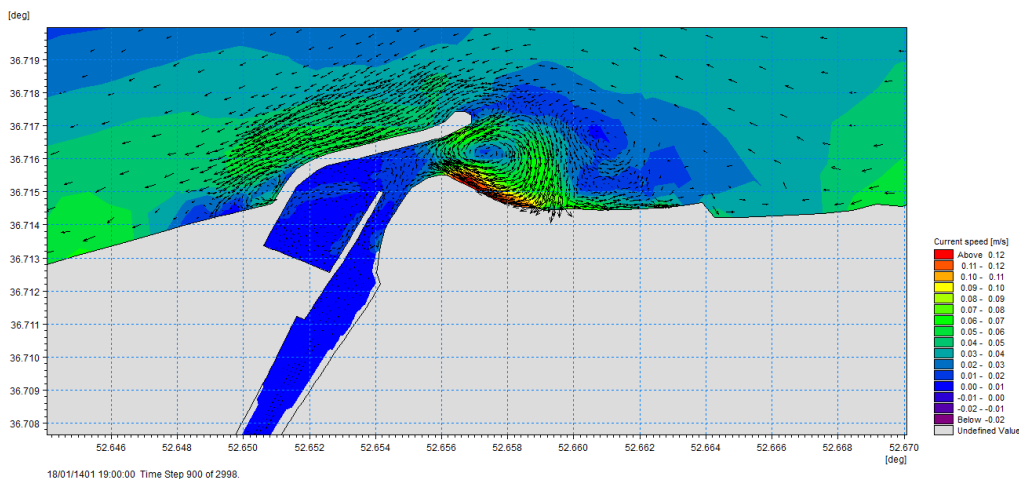 [deg]
36.719
36.718
36.717
36.716
36.715
36.714
36.713
36.712
36.711
36.710
36.709
36.708
52.646 52.648 52.650 52.652 52.654 52.656 52.658 52.660 52.662 52.664 52.666 52.668 52.670
[deg]
18/01/1401 19:00:00 Time Step 900 of 2998.
Current speed [m/s]
Above 0.12
0.11 - 0.12
0.10 - 0.11
0.09 - 0.10
0.08 - 0.09
0.07 - 0.08
0.06 - 0.07
0.05 - 0.06
0.04 - 0.05
0.03 - 0.04
0.02 - 0.03
0.01 - 0.02
0.00 - 0.01
-0.01 - 0.00
-0.02 - -0.01
Below -0.02
Undefined Value